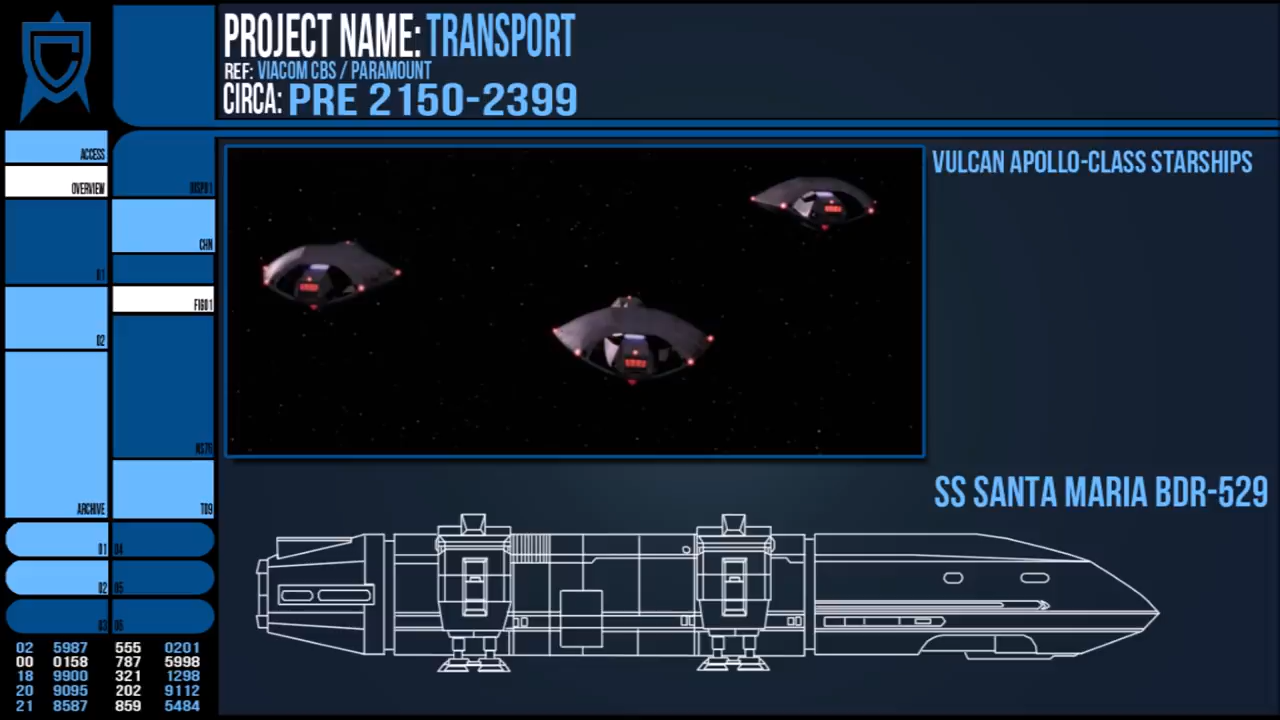 PROJECT NAME: TRANSPORT
REF: VIACOM CBS / PARAMOUNT
CIRCA: PRE 2150-2399
ACCESS
OVERVIEW
01
02
ARCHIVE
CHN
FIG01
T09
01 04
02 05
03 06
02 5987 555 0201
00 0158 787 5998
18 9900 321 1298
20 9095 202 9112
21 8587 859 5484
VULCAN APOLLO-CLASS STARSHIPS
SS SANTA MARIA BDR-529